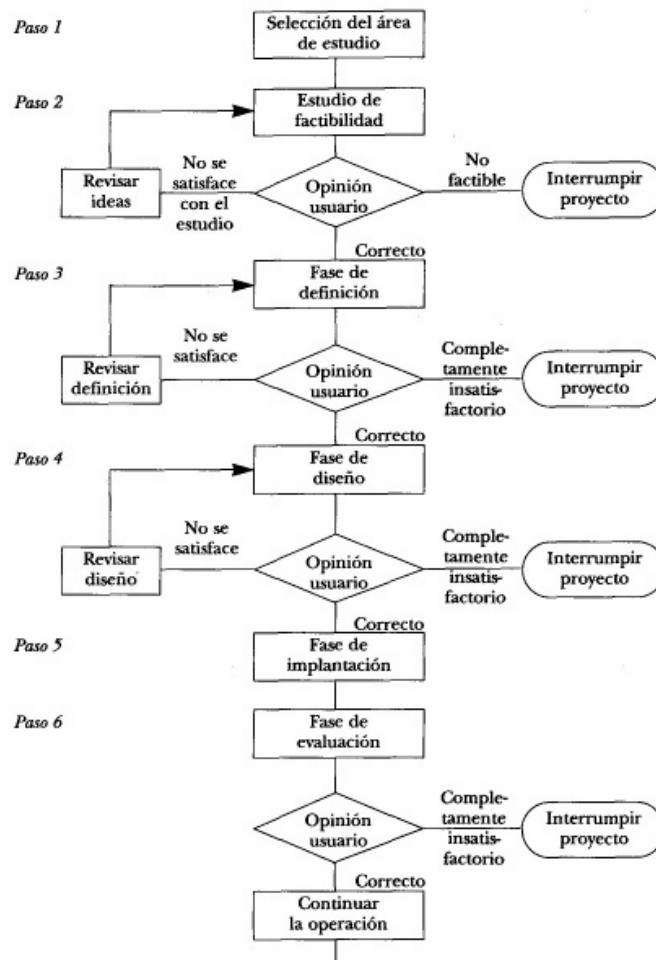 Paso 1
Selección del área
de estudio
Paso 2
Estudio de
factibilidad
Revisar
ideas
No se
satisface
con el
estudio
Opinión
usuario
No
factible
Interrumpir
proyecto
Correcto
Paso 3
Fase de
definición
Revisar
definición
No se
satisface
Opinión
usuario
Comple-
tamente
insatis-
factorio
Interrumpir
proyecto
Correcto
Paso 4
Fase de
diseño
Revisar
diseño
No se
satisface
Opinión
usuario
Comple-
tamente
insatis-
factorio
Interrumpir
proyecto
Correcto
Paso 5
Fase de
implantación
Paso 6
Fase de
evaluación
Opinión
usuario
Comple-
tamente
insatis-
factorio
Interrumpir
proyecto
Correcto
Continuar
la operación